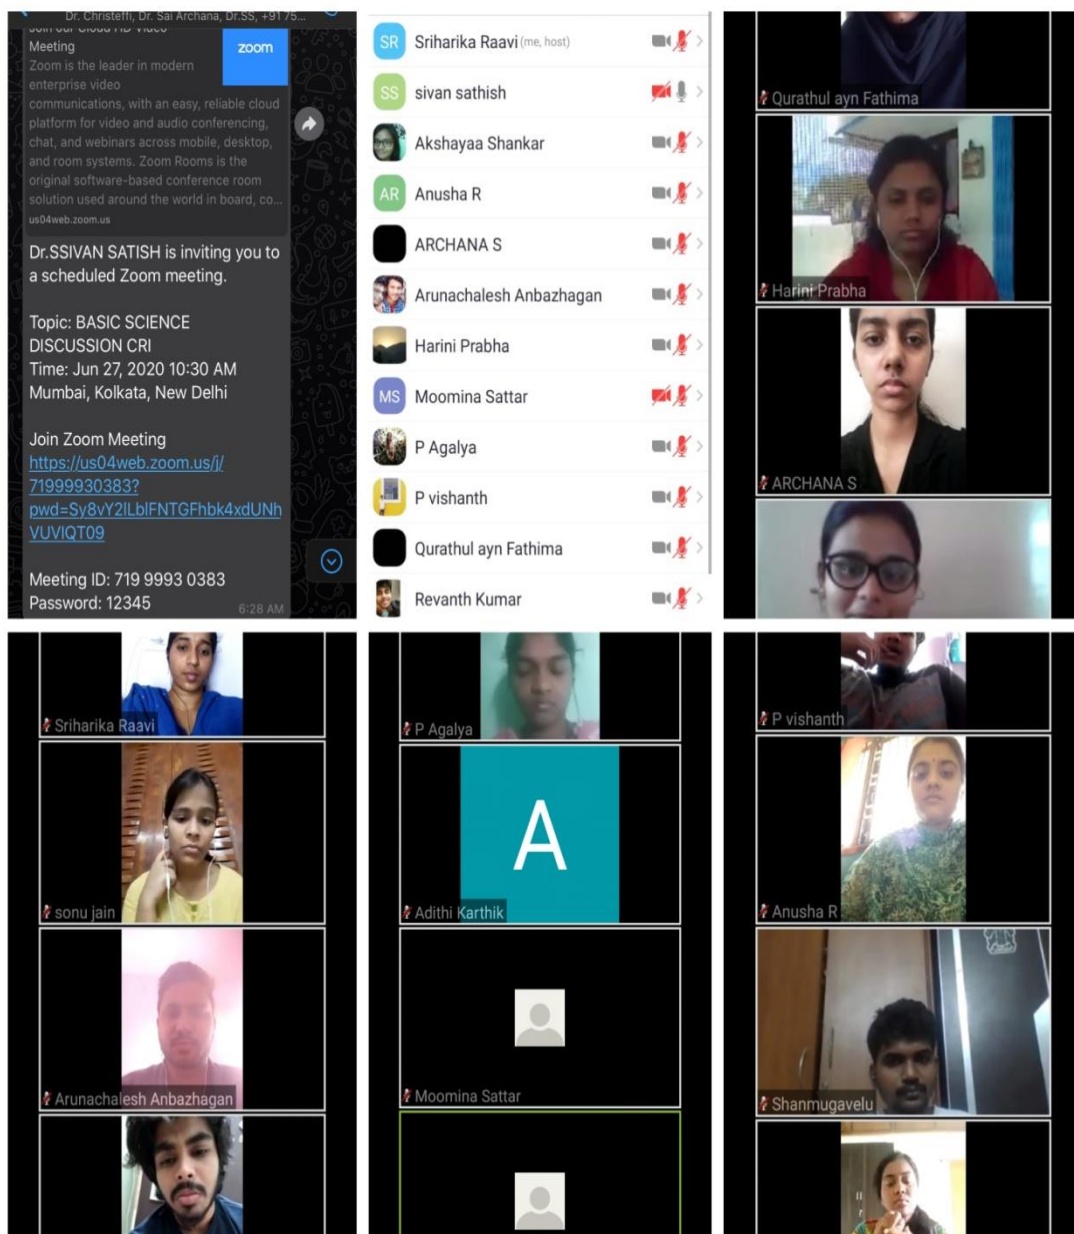 Dr. Christeffi, Dr. Sai Archana, Dr.SS, +91 75...
Join our Cloud HD Video
Meeting
zoom
Zoom is the leader in modern
enterprise video
communications, with an easy, reliable cloud
platform for video and audio conferencing,
chat, and webinars across mobile, desktop,
and room systems. Zoom Rooms is the
original software-based conference room
solution used around the world in board, co...
us04web.zoom.us
Dr.SSIVAN SATISH is inviting you to
a scheduled Zoom meeting.
Topic: BASIC SCIENCE
DISCUSSION CRI
Time: Jun 27, 2020 10:30 AM
Mumbai, Kolkata, New Delhi
Join Zoom Meeting
https://us04web.zoom.us/j/
71999930383?
pwd=Sy8vY2lLblFNTGFhbk4xdUNh
VUVIQT09
Meeting ID: 719 9993 0383
Password: 12345
6:28 AM
SR Sriharika Raavi (me, host)
SS sivan sathish
Akshayaa Shankar
AR Anusha R
ARCHANA S
Arunachalesh Anbazhagan
Harini Prabha
MS Moomina Sattar
P Agalya
P vishanth
Qurathul ayn Fathima
Revanth Kumar
Qurathul ayn Fathima
Harini Prabha
ARCHANA S
Sriharika Raavi
sonu jain
Arunachalesh Anbazhagan
P Agalya
A
Adithi Karthik
Moomina Sattar
P vishanth
Anusha R
Shanmugavelu